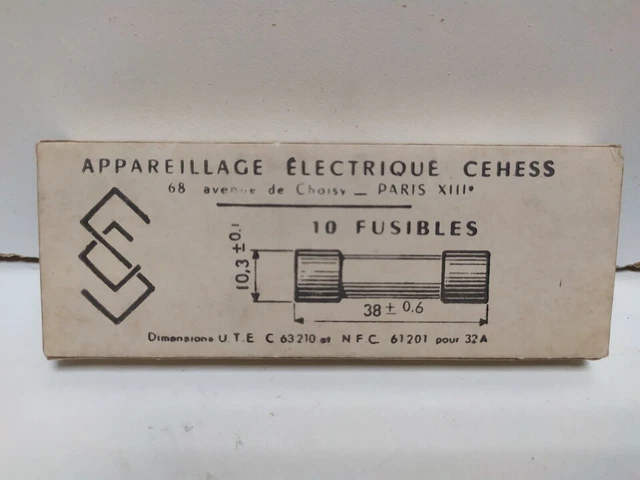 APPAREILLAGE ÉLECTRIQUE CEHESS
68 avenue de Choisy _ PARIS XIIIᵉ
10 FUSIBLES
10,3 ±0.1
38 ± 0.6
Dimensions U.T.E C 63210 et N F.C. 61201 pour 32A